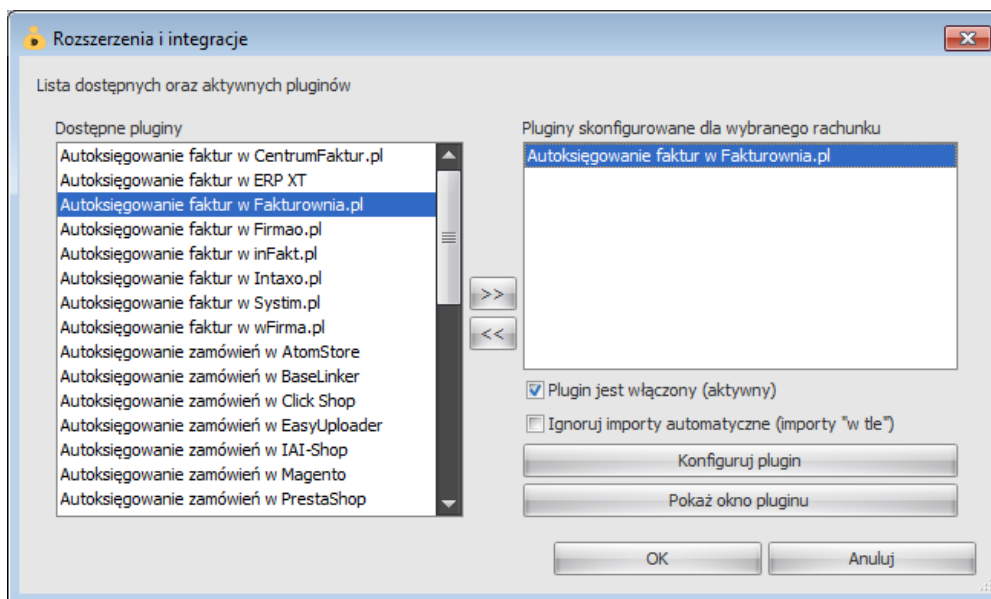 Rozszerzenia i integracje
Lista dostępnych oraz aktywnych pluginów
Dostępne pluginy
Autoksięgowanie faktur w CentrumFaktur.pl
Autoksięgowanie faktur w ERP XT
Autoksięgowanie faktur w Fakturownia.pl
Autoksięgowanie faktur w Firmao.pl
Autoksięgowanie faktur w inFakt.pl
Autoksięgowanie faktur w Intaxo.pl
Autoksięgowanie faktur w Systim.pl
Autoksięgowanie faktur w wFirma.pl
Autoksięgowanie zamówień w AtomStore
Autoksięgowanie zamówień w BaseLinker
Autoksięgowanie zamówień w Click Shop
Autoksięgowanie zamówień w EasyUploader
Autoksięgowanie zamówień w IAI-Shop
Autoksięgowanie zamówień w Magento
Autoksięgowanie zamówień w PrestaShop
>>
<<
Pluginy skonfigurowane dla wybranego rachunku
Autoksięgowanie faktur w Fakturownia.pl
Plugin jest włączony (aktywny)
Ignoruj importy automatyczne (importy "w tle")
Konfiguruj plugin
Pokaż okno pluginu
OK
Anuluj